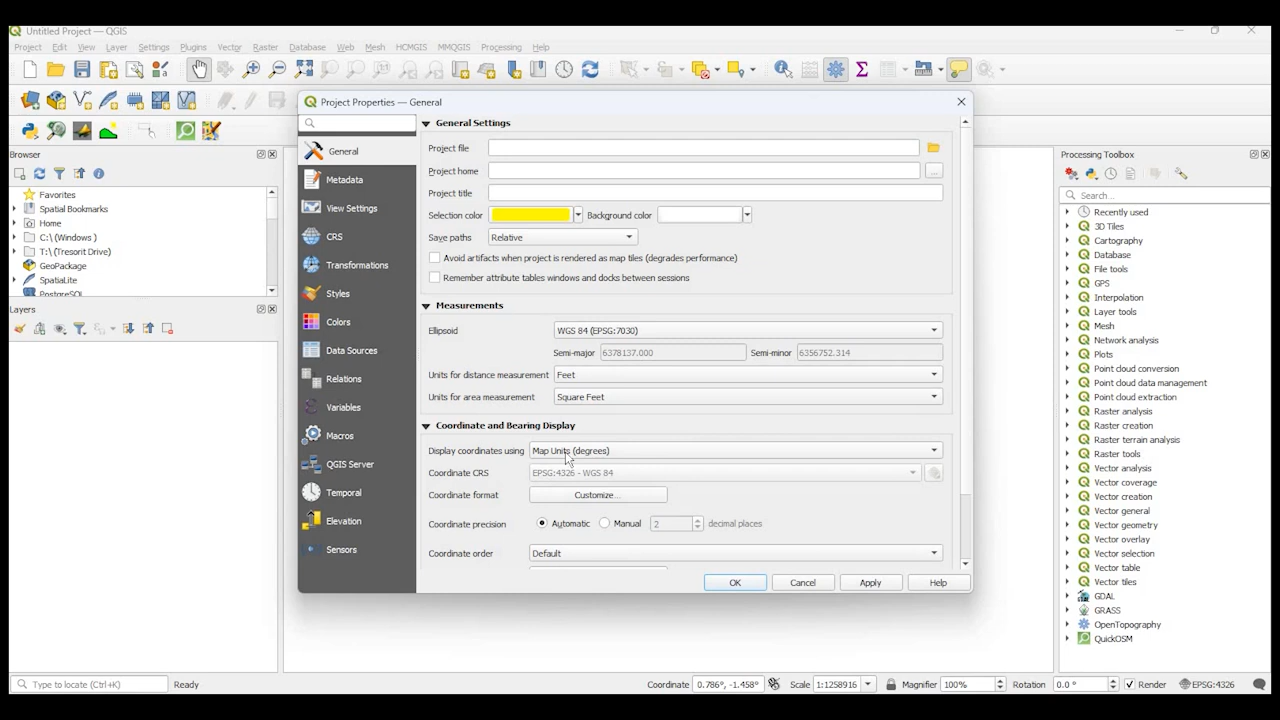 Untitled Project — QGIS
Project Edit View Layer Settings Plugins Vector Raster Database Web Mesh HCMGIS MMQGIS Processing Help
Project Properties — General
General
Metadata
View Settings
CRS
Transformations
Styles
Colors
Data Sources
Relations
Variables
Macros
QGIS Server
Temporal
Elevation
Sensors
General Settings
Project file
Project home
Project title
Selection color Background color
Save paths Relative
Avoid artifacts when project is rendered as map tiles (degrades performance)
Remember attribute tables windows and docks between sessions
Measurements
Ellipsoid WGS 84 (EPSG:7030)
Semi-major 6378137.000 Semi-minor 6356752.314
Units for distance measurement Feet
Units for area measurement Square Feet
Coordinate and Bearing Display
Display coordinates using Map Units (degrees)
Coordinate CRS EPSG:4326 - WGS 84
Coordinate format Customize...
Coordinate precision Automatic Manual 2 decimal places
Coordinate order Default
OK Cancel Apply Help
Browser
Favorites
Spatial Bookmarks
Home
C:\ (Windows )
T:\ (Tresorit Drive)
GeoPackage
SpatiaLite
PostgreSQL
Layers
Processing Toolbox
Search...
Recently used
3D Tiles
Cartography
Database
File tools
GPS
Interpolation
Layer tools
Mesh
Network analysis
Plots
Point cloud conversion
Point cloud data management
Point cloud extraction
Raster analysis
Raster creation
Raster terrain analysis
Raster tools
Vector analysis
Vector coverage
Vector creation
Vector general
Vector geometry
Vector overlay
Vector selection
Vector table
Vector tiles
GDAL
GRASS
OpenTopography
QuickOSM
Type to locate (Ctrl+K) Ready Coordinate 0.786°, -1.458° Scale 1:1258916 Magnifier 100% Rotation 0.0 ° Render EPSG:4326